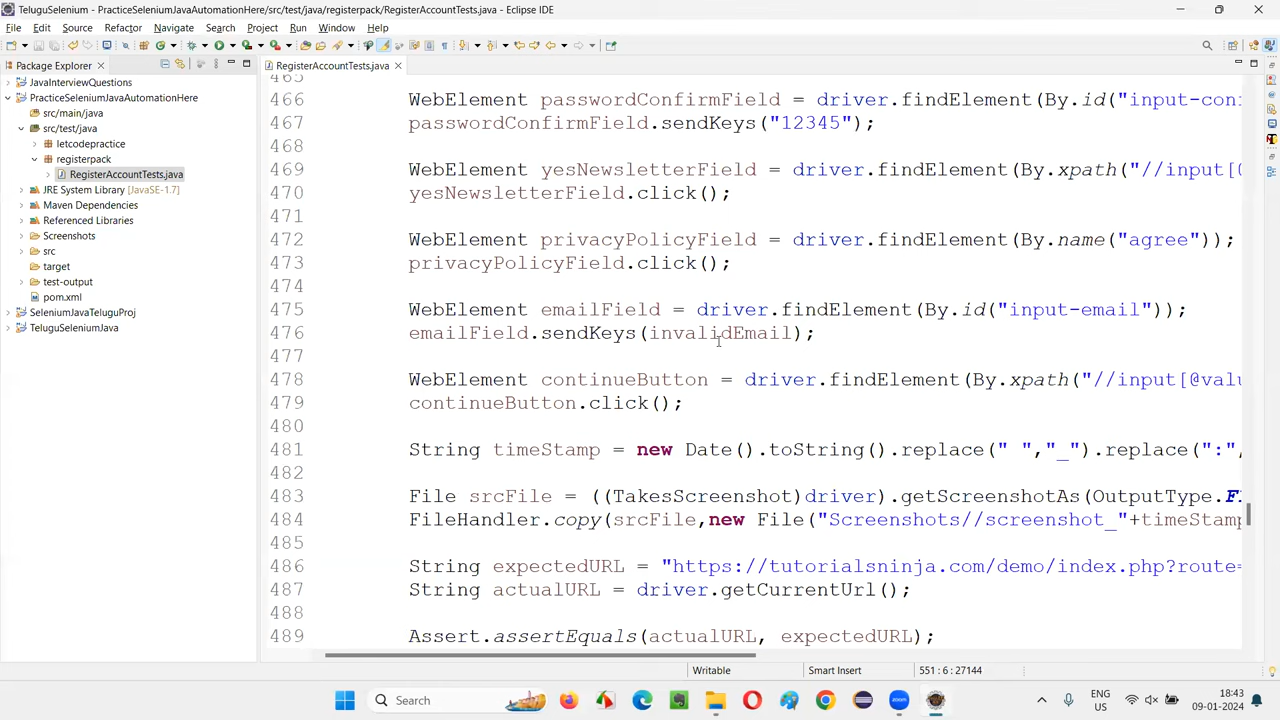 TeluguSelenium - PracticeSeleniumJavaAutomationHere/src/test/java/registerpack/RegisterAccountTests.java - Eclipse IDE
File Edit Source Refactor Navigate Search Project Run Window Help
Package Explorer
RegisterAccountTests.java
JavaInterviewQuestions
PracticeSeleniumJavaAutomationHere
src/main/java
src/test/java
letcodepractice
registerpack
RegisterAccountTests.java
JRE System Library [JavaSE-1.7]
Maven Dependencies
Referenced Libraries
Screenshots
src
target
test-output
pom.xml
SeleniumJavaTeluguProj
TeluguSeleniumJava
465
466 WebElement passwordConfirmField = driver.findElement(By.id("input-con
467 passwordConfirmField.sendKeys("12345");
468
469 WebElement yesNewsletterField = driver.findElement(By.xpath("//input[@
470 yesNewsletterField.click();
471
472 WebElement privacyPolicyField = driver.findElement(By.name("agree"));
473 privacyPolicyField.click();
474
475 WebElement emailField = driver.findElement(By.id("input-email"));
476 emailField.sendKeys(invalidEmail);
477
478 WebElement continueButton = driver.findElement(By.xpath("//input[@valu
479 continueButton.click();
480
481 String timeStamp = new Date().toString().replace(" ","_").replace(":",
482
483 File srcFile = ((TakesScreenshot)driver).getScreenshotAs(OutputType.FI
484 FileHandler.copy(srcFile,new File("Screenshots//screenshot_"+timeStamp
485
486 String expectedURL = "https://tutorialsninja.com/demo/index.php?route=
487 String actualURL = driver.getCurrentUrl();
488
489 Assert.assertEquals(actualURL, expectedURL);
Writable Smart Insert 551 : 6 : 27144
Search
zoom
ENG
US
18:43
09-01-2024